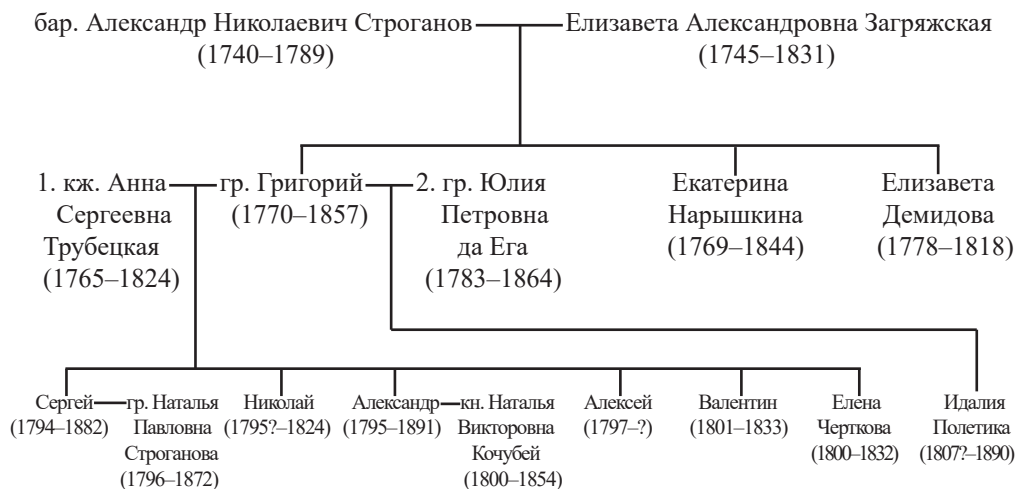 бар. Александр Николаевич Строганов Елизавета Александровна Загряжская
(1740–1789) (1745–1831)
1. кж. Анна гр. Григорий 2. гр. Юлия Екатерина Елизавета
Сергеевна (1770–1857) Петровна Нарышкина Демидова
Трубецкая да Ега (1769–1844) (1778–1818)
(1765–1824) (1783–1864)
Сергей гр. Наталья Николай Александр кн. Наталья Алексей Валентин Елена Идалия
(1794–1882) Павловна (1795?–1824) (1795–1891) Викторовна (1797–?) (1801–1833) Черткова Полетика
Строганова Кочубей (1800–1832) (1807?–1890)
(1796–1872) (1800–1854)